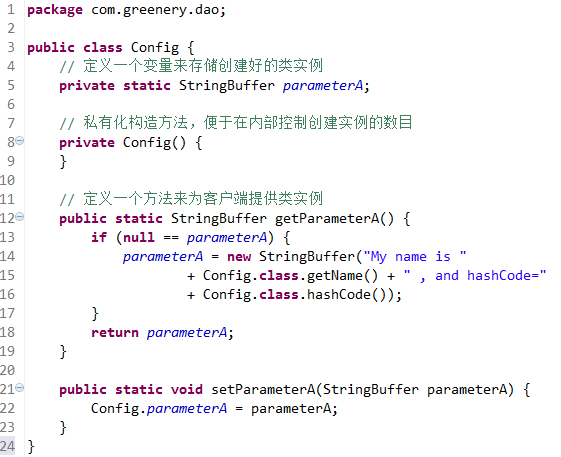 1 package com.greenery.dao;
2
3 public class Config {
4     // 定义一个变量来存储创建好的类实例
5     private static StringBuffer parameterA;
6
7     // 私有化构造方法，便于在内部控制创建实例的数目
8     private Config() {
9     }
10
11     // 定义一个方法来为客户端提供类实例
12     public static StringBuffer getParameterA() {
13         if (null == parameterA) {
14             parameterA = new StringBuffer("My name is "
15                     + Config.class.getName() + " , and hashCode="
16                     + Config.class.hashCode());
17         }
18         return parameterA;
19     }
20
21     public static void setParameterA(StringBuffer parameterA) {
22         Config.parameterA = parameterA;
23     }
24 }